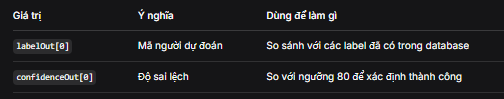 Giá trị Ý nghĩa Dùng để làm gì
labelOut[0] Mã người dự đoán So sánh với các label đã có trong database
confidenceOut[0] Độ sai lệch So với ngưỡng 80 để xác định thành công